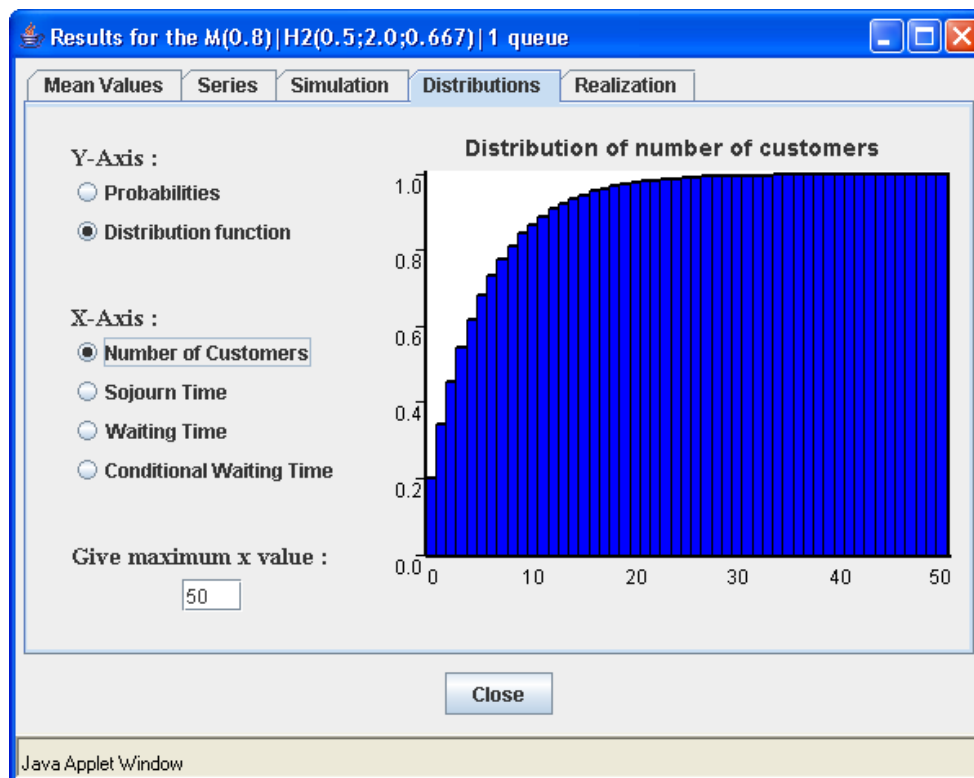 Results for the M(0.8)|H2(0.5;2.0;0.667)|1 queue
Mean Values Series Simulation Distributions Realization
Y-Axis :
Probabilities
Distribution function
X-Axis :
Number of Customers
Sojourn Time
Waiting Time
Conditional Waiting Time
Give maximum x value :
50
Distribution of number of customers
1.0
0.8
0.6
0.4
0.2
0.0
0 10 20 30 40 50
Close
Java Applet Window